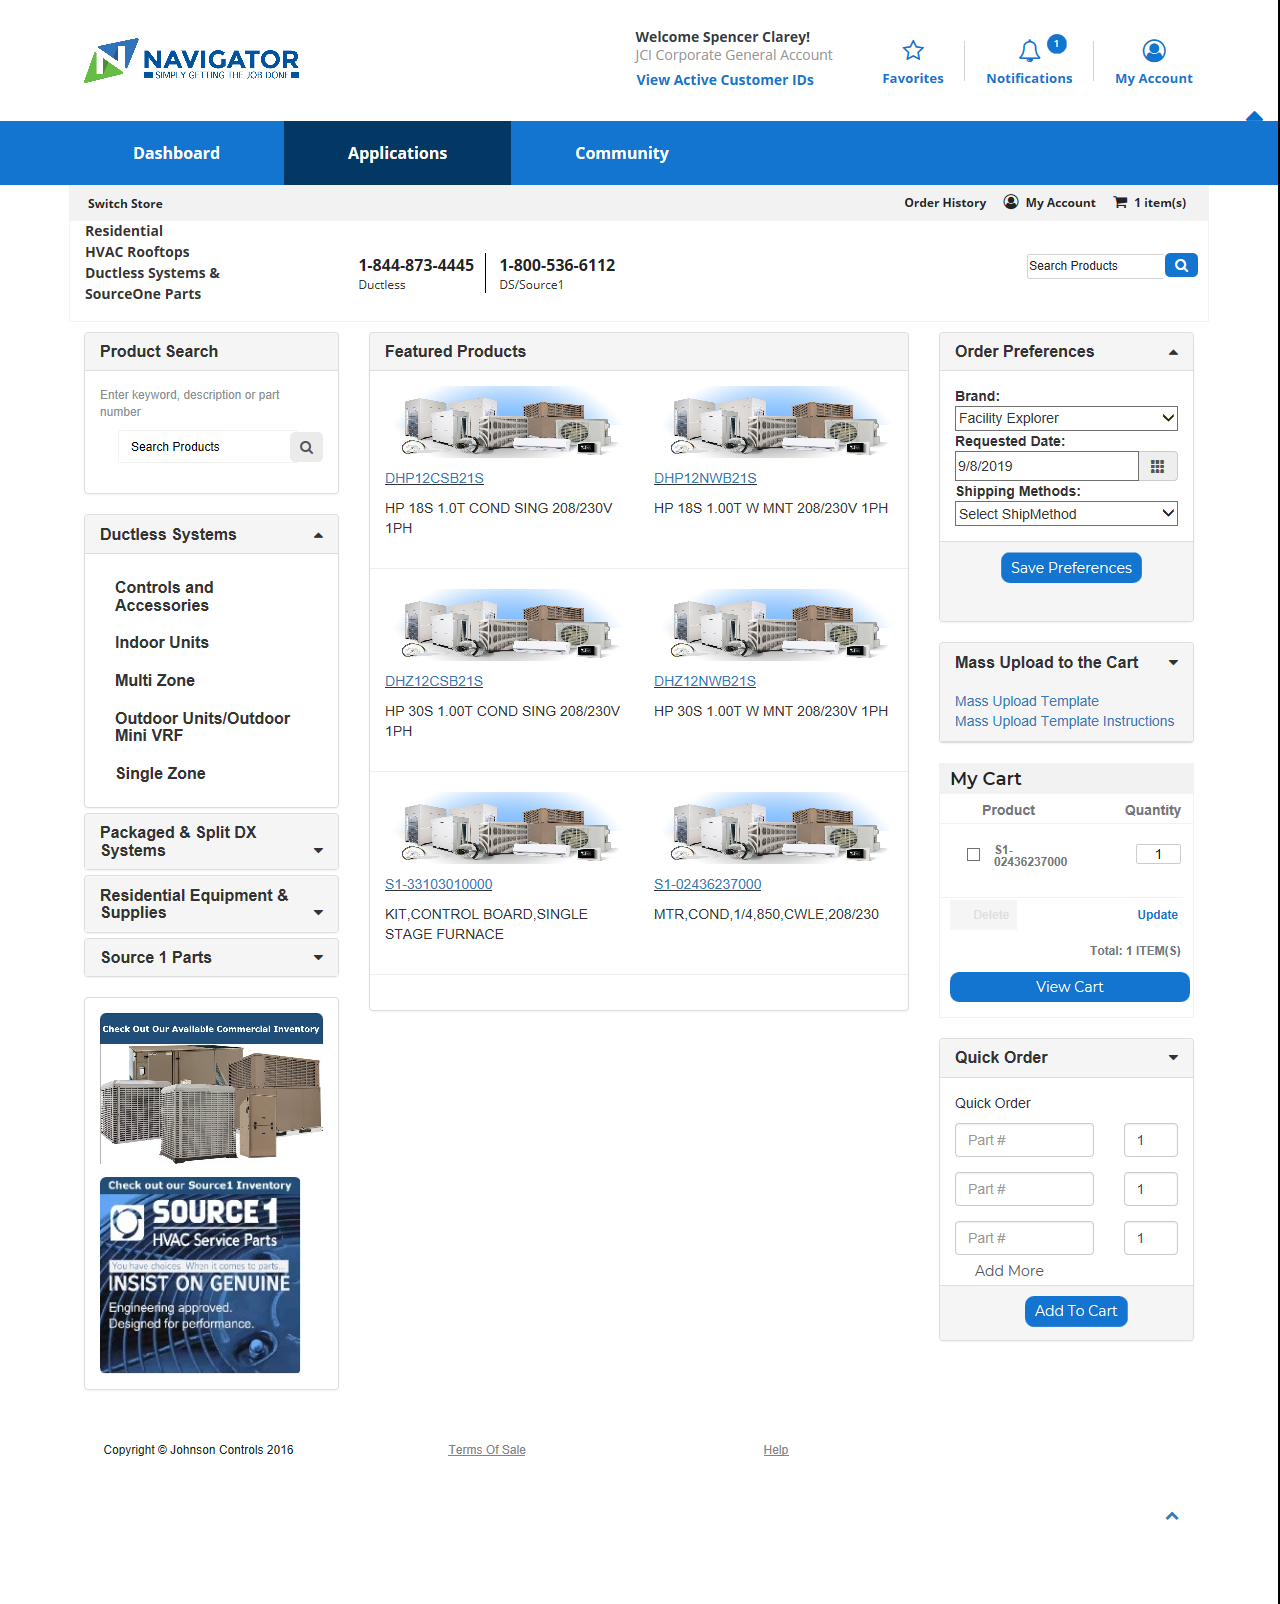 NAVIGATOR
SIMPLY GETTING THE JOB DONE
Welcome Spencer Clarey!
JCI Corporate General Account
View Active Customer IDs
Favorites
1
Notifications
My Account
Dashboard
Applications
Community
Switch Store
Order History
My Account
1 item(s)
Residential
HVAC Rooftops
Ductless Systems &
SourceOne Parts
1-844-873-4445
Ductless
1-800-536-6112
DS/Source1
Search Products
Product Search
Enter keyword, description or part
number
Search Products
Ductless Systems
Controls and
Accessories
Indoor Units
Multi Zone
Outdoor Units/Outdoor
Mini VRF
Single Zone
Packaged & Split DX
Systems
Residential Equipment &
Supplies
Source 1 Parts
Check Out Our Available Commercial Inventory
Check out our Source1 Inventory
SOURCE1
HVAC Service Parts
You have choices. When it comes to parts...
INSIST ON GENUINE
Engineering approved.
Designed for performance.
Featured Products
DHP12CSB21S
HP 18S 1.0T COND SING 208/230V
1PH
DHP12NWB21S
HP 18S 1.00T W MNT 208/230V 1PH
DHZ12CSB21S
HP 30S 1.00T COND SING 208/230V
1PH
DHZ12NWB21S
HP 30S 1.00T W MNT 208/230V 1PH
S1-33103010000
KIT,CONTROL BOARD,SINGLE
STAGE FURNACE
S1-02436237000
MTR,COND,1/4,850,CWLE,208/230
Order Preferences
Brand:
Facility Explorer
Requested Date:
9/8/2019
Shipping Methods:
Select ShipMethod
Save Preferences
Mass Upload to the Cart
Mass Upload Template
Mass Upload Template Instructions
My Cart
Product
Quantity
S1-
02436237000
1
Delete
Update
Total: 1 ITEM(S)
View Cart
Quick Order
Quick Order
Part #
1
Part #
1
Part #
1
Add More
Add To Cart
Copyright © Johnson Controls 2016
Terms Of Sale
Help